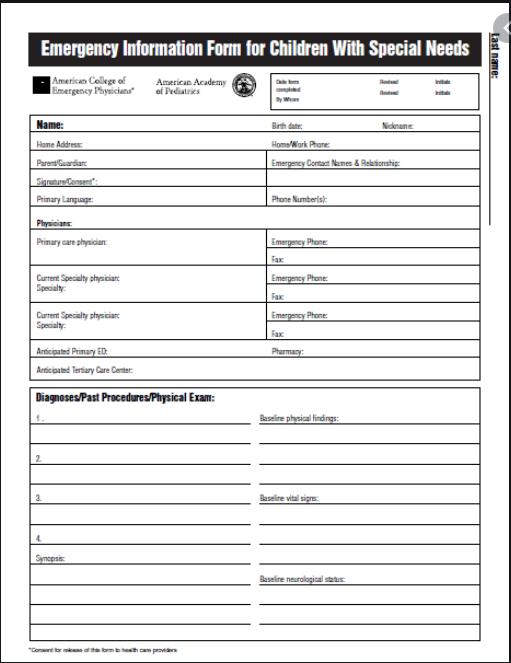 Emergency Information Form for Children With Special Needs
Last name:
American College of
Emergency Physicians®
American Academy
of Pediatrics
Date form
completed
By Whom
Revised
Initials
Revised
Initials
Name:
Birth date:
Nickname:
Home Address:
Home/Work Phone:
Parent/Guardian:
Emergency Contact Names & Relationship:
Signature/Consent*:
Primary Language:
Phone Number(s):
Physicians:
Primary care physician:
Emergency Phone:
Fax:
Current Specialty physician:
Specialty:
Emergency Phone:
Fax:
Current Specialty physician:
Specialty:
Emergency Phone:
Fax:
Anticipated Primary ED:
Pharmacy:
Anticipated Tertiary Care Center:
Diagnoses/Past Procedures/Physical Exam:
1.
Baseline physical findings:
2.
3.
Baseline vital signs:
4.
Synopsis:
Baseline neurological status:
*Consent for release of this form to health care providers